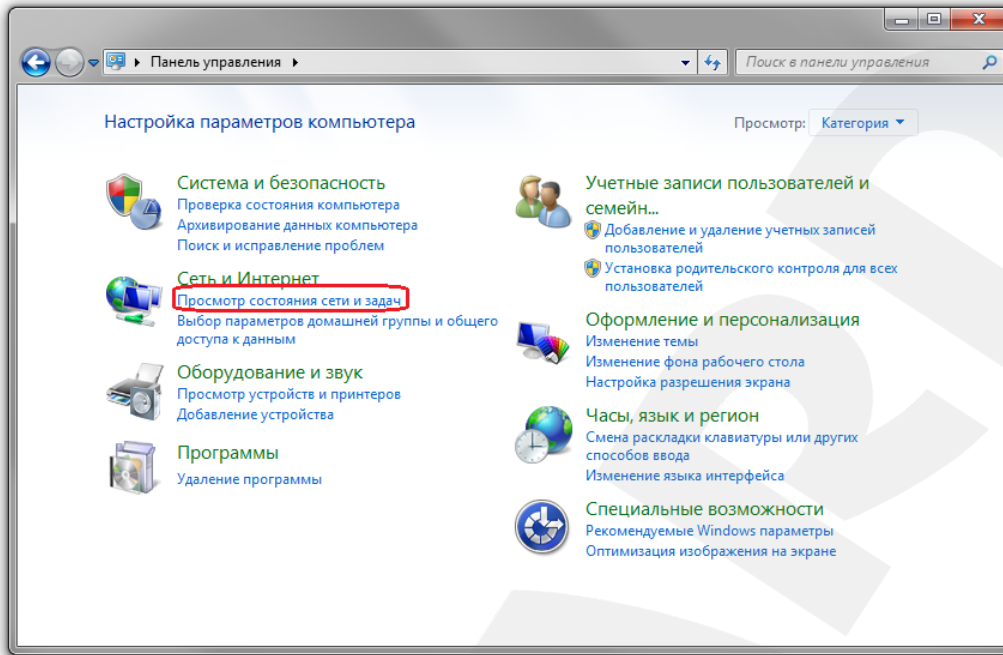 Панель управления
Поиск в панели управления
Настройка параметров компьютера
Просмотр: Категория
Система и безопасность
Проверка состояния компьютера
Архивирование данных компьютера
Поиск и исправление проблем
Сеть и Интернет
Просмотр состояния сети и задач
Выбор параметров домашней группы и общего
доступа к данным
Оборудование и звук
Просмотр устройств и принтеров
Добавление устройства
Программы
Удаление программы
Учетные записи пользователей и
семейн...
Добавление и удаление учетных записей
пользователей
Установка родительского контроля для всех
пользователей
Оформление и персонализация
Изменение темы
Изменение фона рабочего стола
Настройка разрешения экрана
Часы, язык и регион
Смена раскладки клавиатуры или других
способов ввода
Изменение языка интерфейса
Специальные возможности
Рекомендуемые Windows параметры
Оптимизация изображения на экране